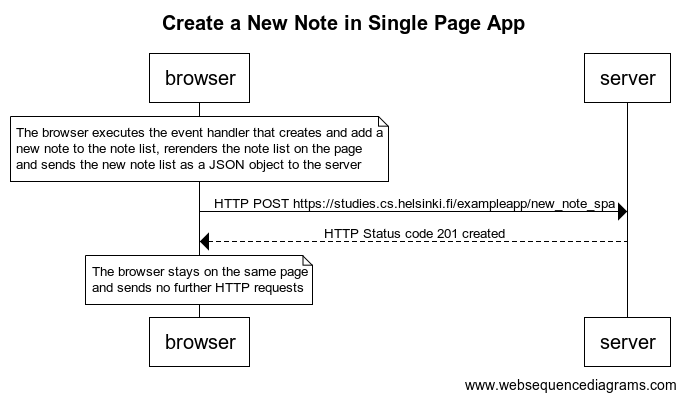 Create a New Note in Single Page App
browser
server
The browser executes the event handler that creates and add a
new note to the note list, rerenders the note list on the page
and sends the new note list as a JSON object to the server
HTTP POST https://studies.cs.helsinki.fi/exampleapp/new_note_spa
HTTP Status code 201 created
The browser stays on the same page
and sends no further HTTP requests
browser
server
www.websequencediagrams.com